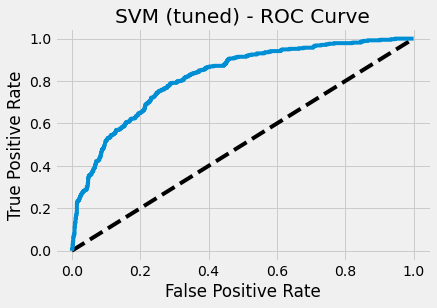 SVM (tuned) - ROC Curve
1.0
0.8
0.6
0.4
0.2
0.0
True Positive Rate
0.0 0.2 0.4 0.6 0.8 1.0
False Positive Rate